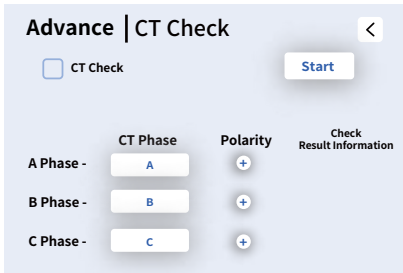 Advance | CT Check
CT Check
Start
CT Phase Polarity Check
Result Information
A Phase - A +
B Phase - B +
C Phase - C +